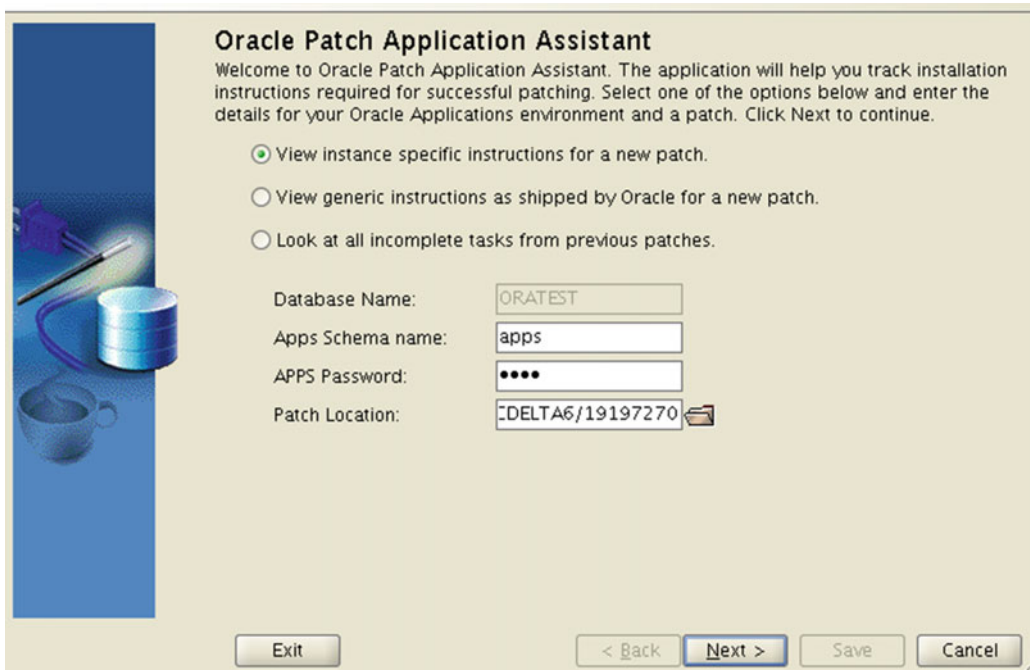 Oracle Patch Application Assistant
Welcome to Oracle Patch Application Assistant. The application will help you track installation
instructions required for successful patching. Select one of the options below and enter the
details for your Oracle Applications environment and a patch. Click Next to continue.
View instance specific instructions for a new patch.
View generic instructions as shipped by Oracle for a new patch.
Look at all incomplete tasks from previous patches.
Database Name: ORATEST
Apps Schema name: apps
APPS Password: ••••
Patch Location: DELTA6/19197270
Exit < Back Next > Save Cancel